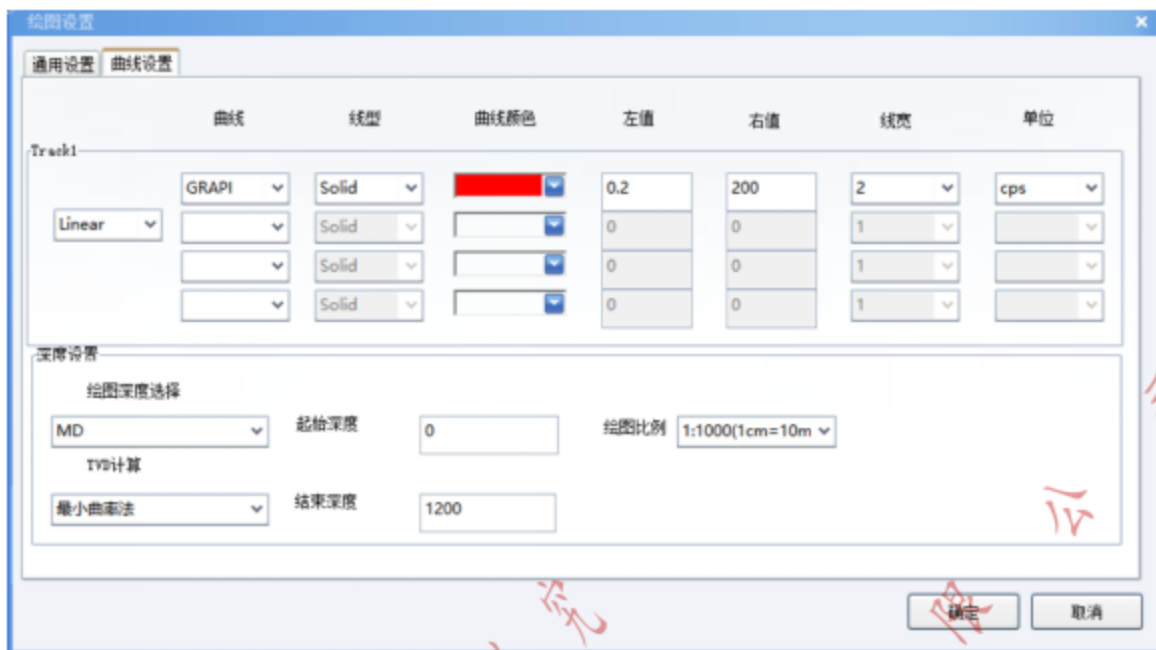 绘图设置
通用设置 曲线设置
曲线 线型 曲线颜色 左值 右值 线宽 单位
Track1
GRAPI Solid 0.2 200 2 cps
Linear Solid 0 0 1
Solid 0 0 1
Solid 0 0 1
深度设置
绘图深度选择
MD 起始深度 0 绘图比例 1:1000(1cm=10m
TVD计算
最小曲率法 结束深度 1200
公
究 限
确定 取消